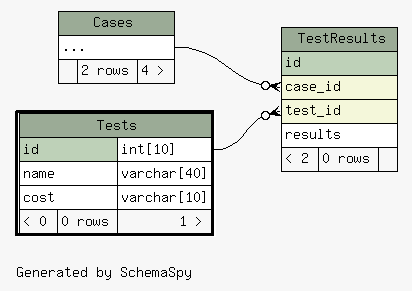 Cases
...
2 rows 4 >
TestResults
id
case_id
test_id
results
< 2 0 rows
Tests
id int[10]
name varchar[40]
cost varchar[10]
< 0 0 rows 1 >
Generated by SchemaSpy